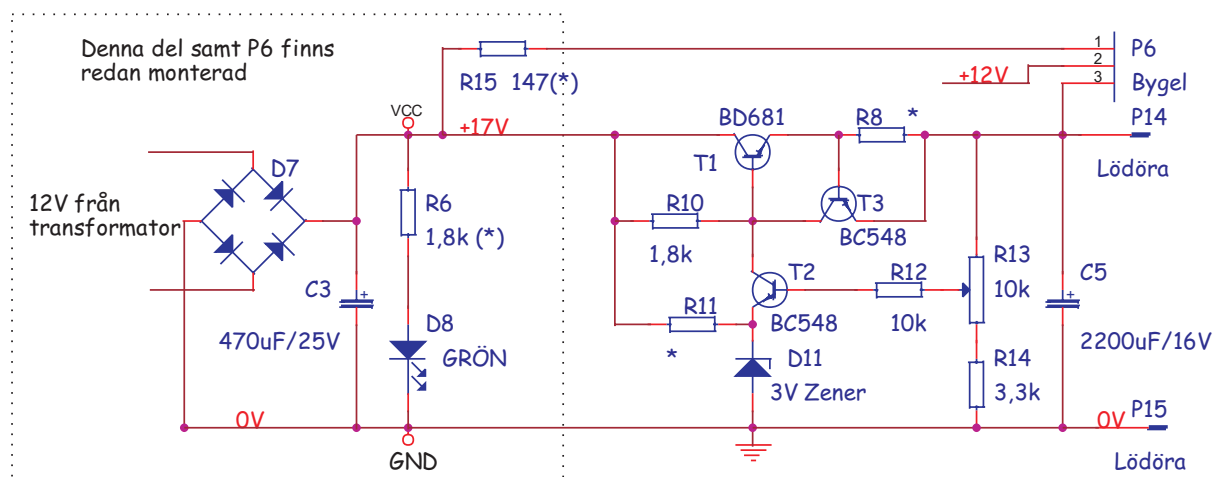 Denna del samt P6 finns
redan monterad
R15 147(*)
1
2
3
P6
Bygel
+12V
VCC
+17V
BD681
T1
R8 *
P14
Lödöra
D7
12V från
transformator
R6
1,8k (*)
R10
1,8k
T3
BC548
C3
+
470uF/25V
D8
GRÖN
R11
*
T2
BC548
R12
10k
R13
10k
C5
+
2200uF/16V
D11
3V Zener
R14
3,3k
0V
GND
0V
P15
Lödöra